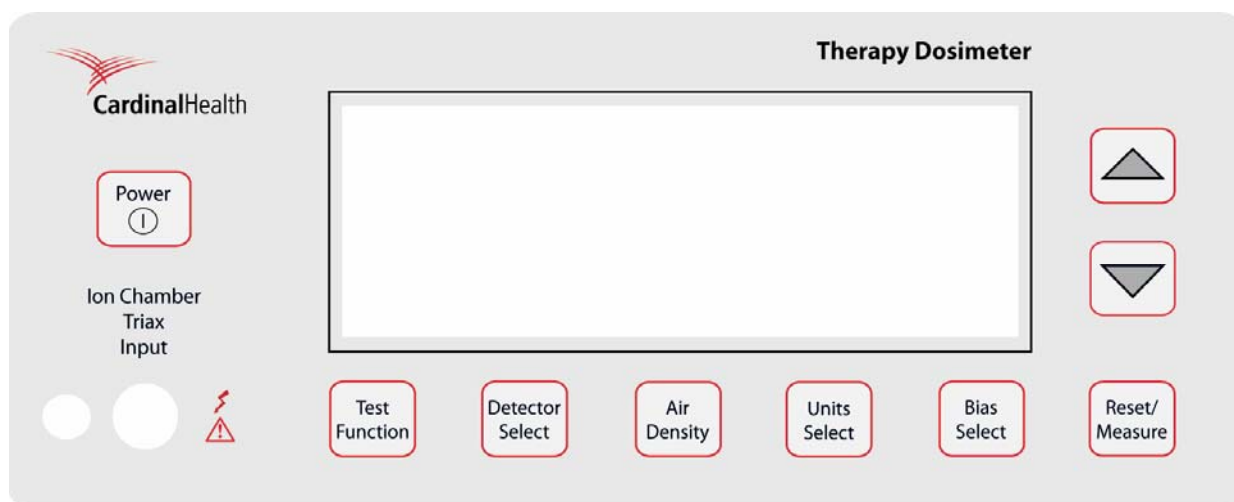 Therapy Dosimeter
CardinalHealth
Power
Ion Chamber
Triax
Input
Test
Function
Detector
Select
Air
Density
Units
Select
Bias
Select
Reset/
Measure